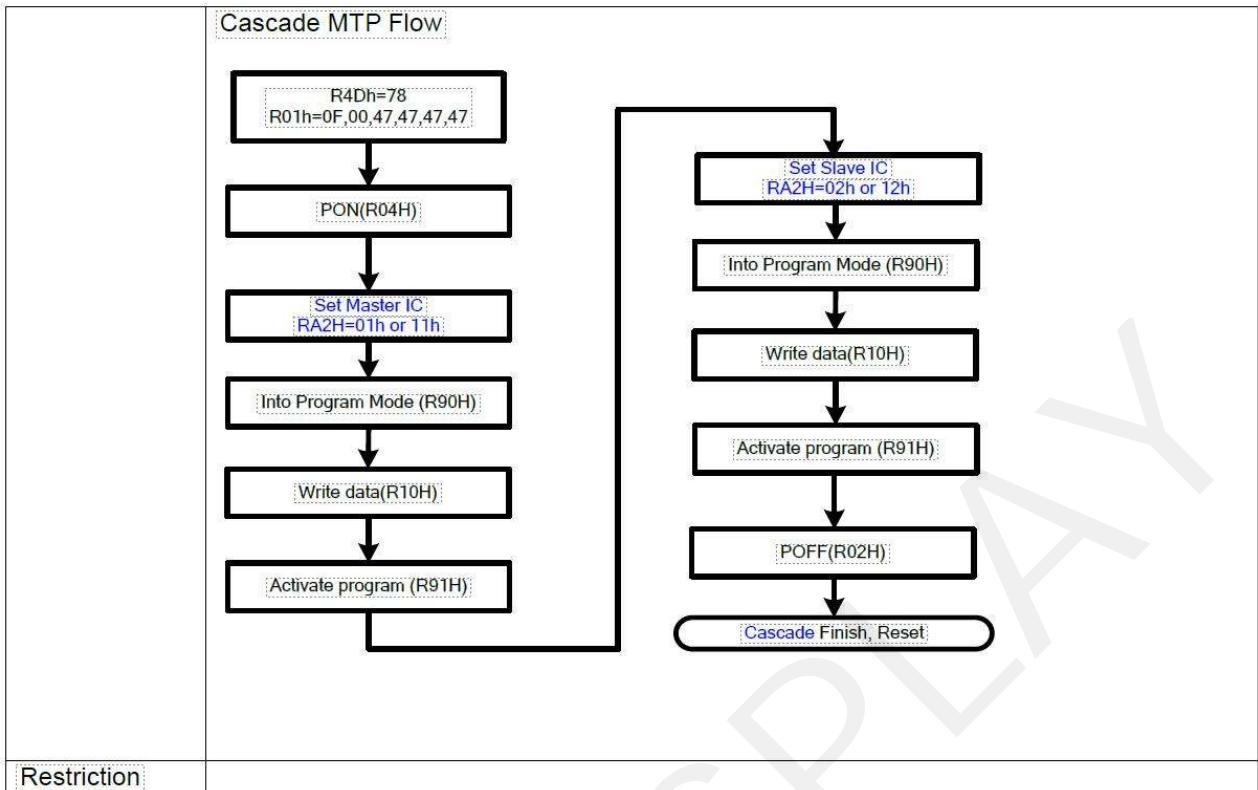 Cascade MTP Flow
R4Dh=78
R01h=0F,00,47,47,47,47
PON(R04H)
Set Master IC
RA2H=01h or 11h
Into Program Mode (R90H)
Write data(R10H)
Activate program (R91H)
Set Slave IC
RA2H=02h or 12h
Into Program Mode (R90H)
Write data(R10H)
Activate program (R91H)
POFF(R02H)
Cascade Finish, Reset
Restriction
SPLAY